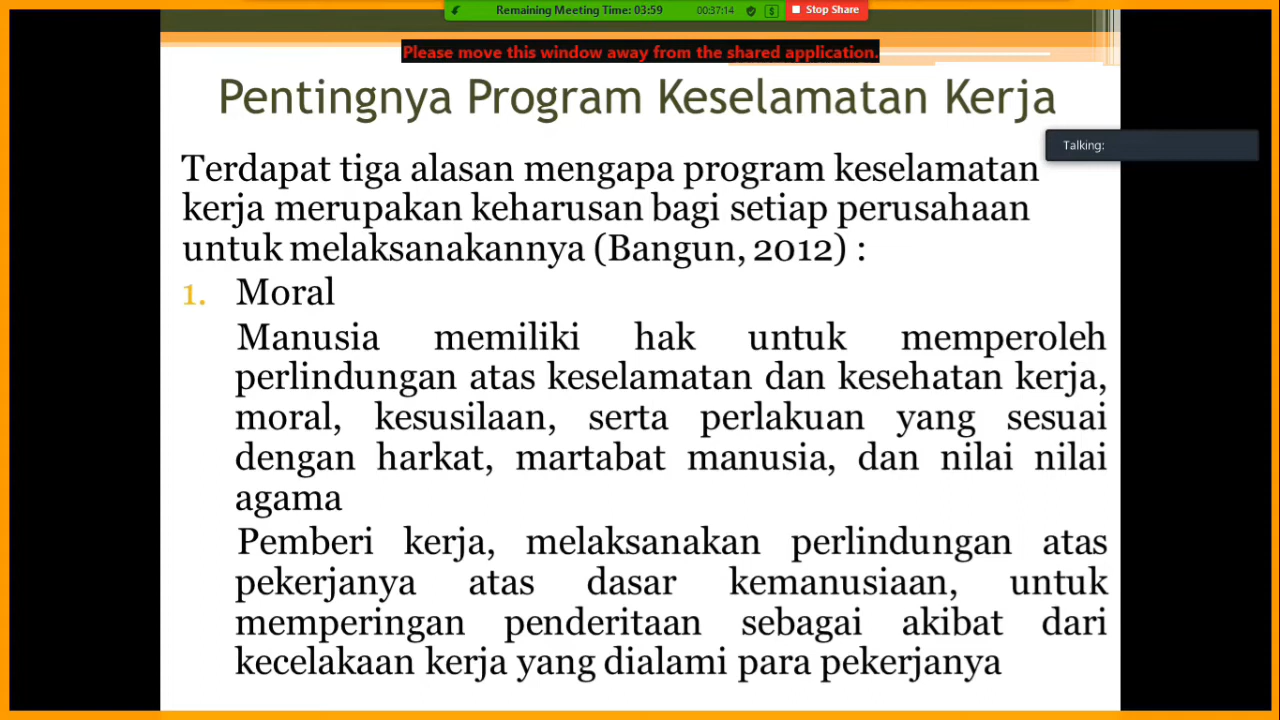 Remaining Meeting Time: 03:59
00:37:14
Stop Share
Please move this window away from the shared application.
Pentingnya Program Keselamatan Kerja
Talking:
Terdapat tiga alasan mengapa program keselamatan
kerja merupakan keharusan bagi setiap perusahaan
untuk melaksanakannya (Bangun, 2012) :
1. Moral
Manusia memiliki hak untuk memperoleh
perlindungan atas keselamatan dan kesehatan kerja,
moral, kesusilaan, serta perlakuan yang sesuai
dengan harkat, martabat manusia, dan nilai nilai
agama
Pemberi kerja, melaksanakan perlindungan atas
pekerjanya atas dasar kemanusiaan, untuk
memperingan penderitaan sebagai akibat dari
kecelakaan kerja yang dialami para pekerjanya